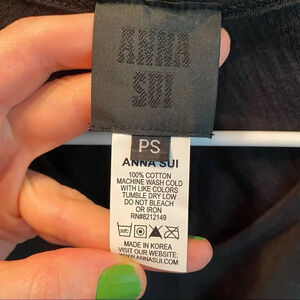 ANNA
SUI
PS
ANNA SUI
100% COTTON
MACHINE WASH COLD
WITH LIKE COLORS
TUMBLE DRY LOW
DO NOT BLEACH
OR IRON
RN#8212149
MADE IN KOREA
VISIT OUR WEBSITE:
WWW.ANNASUI.COM